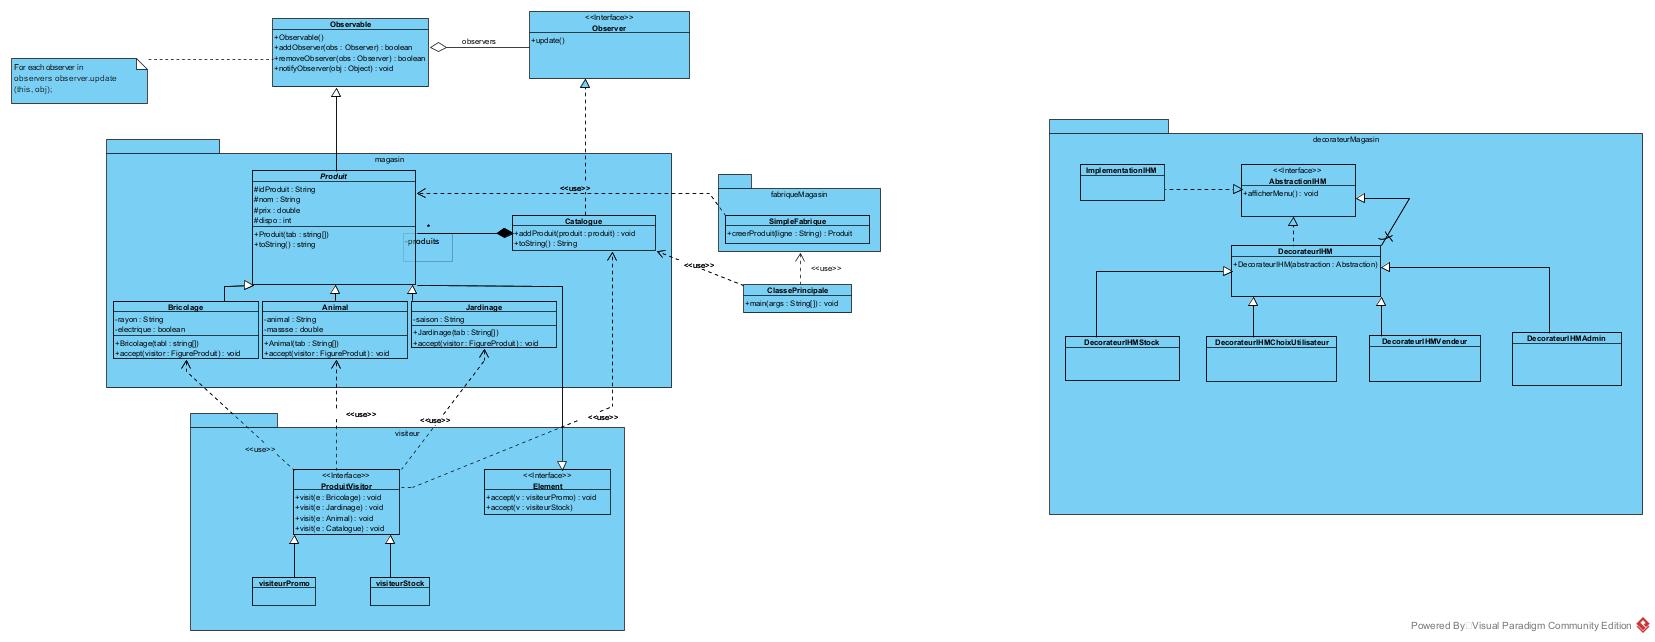 Observable
+Observable()
+addObserver(obs : Observer) : boolean
+removeObserver(obs : Observer) : boolean
+notifyObserver(obj : Object) : void
observers
<<Interface>>
Observer
+update()
For each observer in
observers observer.update
(this, obj);
magasin
Produit
#idProduit : String
#nom : String
#prix : double
#dispo : int
+Produit(tab : string[])
+toString() : string
*
-produits
<<use>>
Catalogue
+addProduit(produit : produit) : void
+toString() : String
fabriqueMagasin
SimpleFabrique
+creerProduit(ligne : String) : Produit
<<use>>
<<use>>
ClassePrincipale
+main(args : String[]) : void
Bricolage
-rayon : String
-electrique : boolean
+Bricolage(tabl : string[])
+accept(visitor : FigureProduit) : void
Animal
-animal : String
-massse : double
+Animal(tab : String[])
+accept(visitor : FigureProduit) : void
Jardinage
-saison : String
+Jardinage(tab : String[])
+accept(visitor : FigureProduit) : void
<<use>>
<<use>>
<<use>>
<<use>>
visiteur
<<Interface>>
ProduitVisitor
+visit(e : Bricolage) : void
+visit(e : Jardinage) : void
+visit(e : Animal) : void
+visit(e : Catalogue) : void
<<Interface>>
Element
+accept(v : visiteurPromo) : void
+accept(v : visiteurStock)
visiteurPromo
visiteurStock
decorateurMagasin
ImplementationIHM
<<Interface>>
AbstractionIHM
+afficherMenu() : void
DecorateurIHM
+DecorateurIHM(abstraction : Abstraction)
DecorateurIHMStock
DecorateurIHMChoixUtilisateur
DecorateurIHMVendeur
DecorateurIHMAdmin
Powered By Visual Paradigm Community Edition